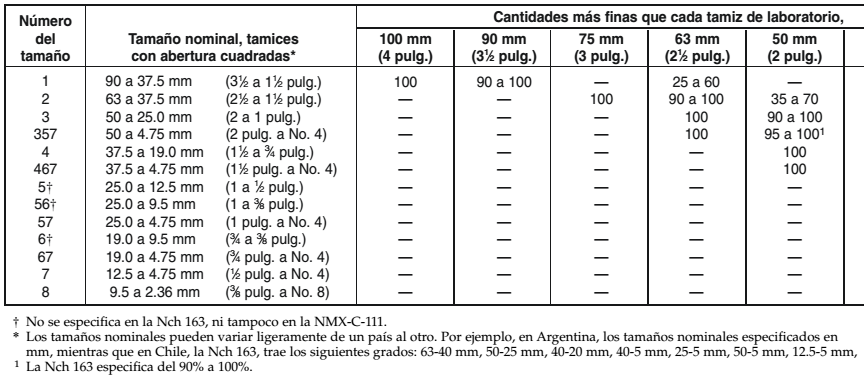 Número del tamaño | Tamaño nominal, tamices con abertura cuadradas* | Cantidades más finas que cada tamiz de laboratorio,
100 mm (4 pulg.) | 90 mm (3½ pulg.) | 75 mm (3 pulg.) | 63 mm (2½ pulg.) | 50 mm (2 pulg.)
1 | 90 a 37.5 mm (3½ a 1½ pulg.) | 100 | 90 a 100 | — | 25 a 60 | —
2 | 63 a 37.5 mm (2½ a 1½ pulg.) | — | — | 100 | 90 a 100 | 35 a 70
3 | 50 a 25.0 mm (2 a 1 pulg.) | — | — | — | 100 | 90 a 100
357 | 50 a 4.75 mm (2 pulg. a No. 4) | — | — | — | 100 | 95 a 100¹
4 | 37.5 a 19.0 mm (1½ a ¾ pulg.) | — | — | — | — | 100
467 | 37.5 a 4.75 mm (1½ pulg. a No. 4) | — | — | — | — | 100
5† | 25.0 a 12.5 mm (1 a ½ pulg.) | — | — | — | — | —
56† | 25.0 a 9.5 mm (1 a ⅜ pulg.) | — | — | — | — | —
57 | 25.0 a 4.75 mm (1 pulg. a No. 4) | — | — | — | — | —
6† | 19.0 a 9.5 mm (¾ a ⅜ pulg.) | — | — | — | — | —
67 | 19.0 a 4.75 mm (¾ pulg. a No. 4) | — | — | — | — | —
7 | 12.5 a 4.75 mm (½ pulg. a No. 4) | — | — | — | — | —
8 | 9.5 a 2.36 mm (⅜ pulg. a No. 8) | — | — | — | — | —
† No se especifica en la Nch 163, ni tampoco en la NMX-C-111.
* Los tamaños nominales pueden variar ligeramente de un país al otro. Por ejemplo, en Argentina, los tamaños nominales especificados en
mm, mientras que en Chile, la Nch 163, trae los siguientes grados: 63-40 mm, 50-25 mm, 40-20 mm, 40-5 mm, 25-5 mm, 50-5 mm, 12.5-5 mm,
¹ La Nch 163 especifica del 90% a 100%.